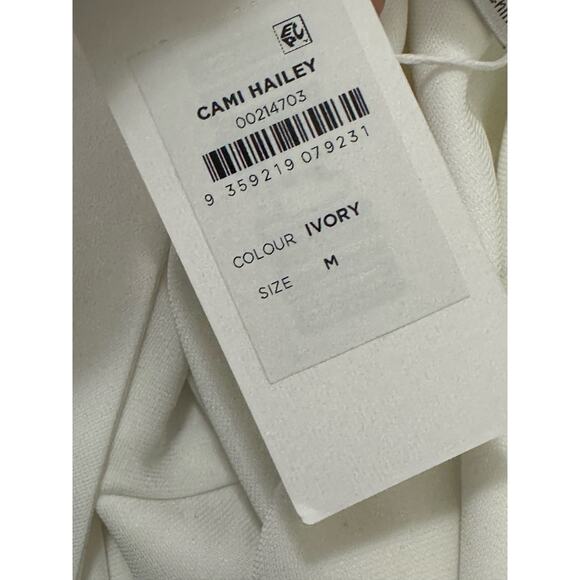 CAMI HAILEY
00214703
9 359219 079231
COLOUR IVORY
SIZE M